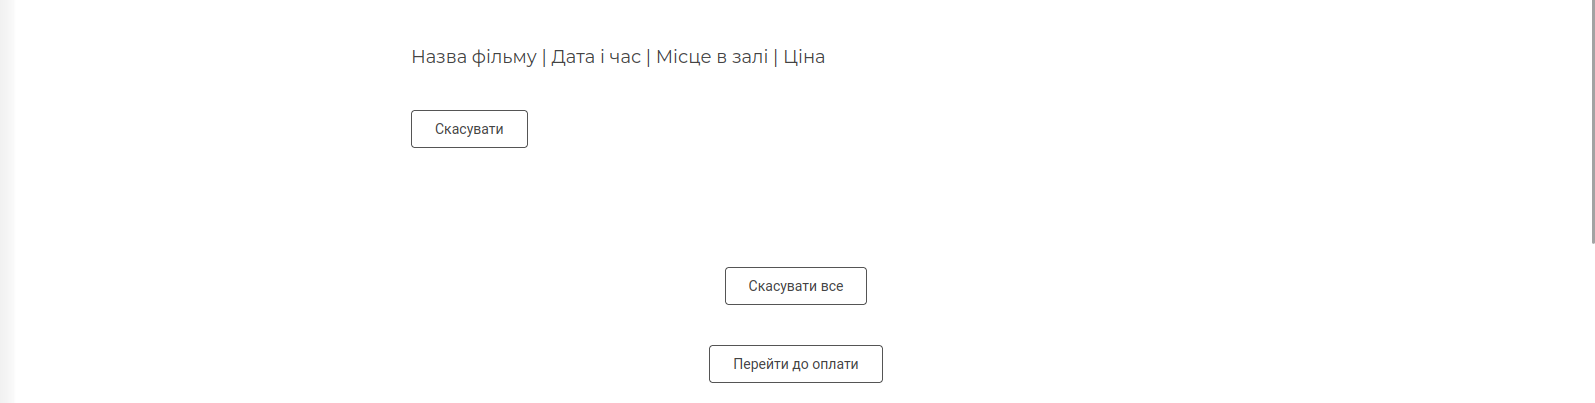 Назва фільму | Дата і час | Місце в залі | Ціна
Скасувати
Скасувати все
Перейти до оплати